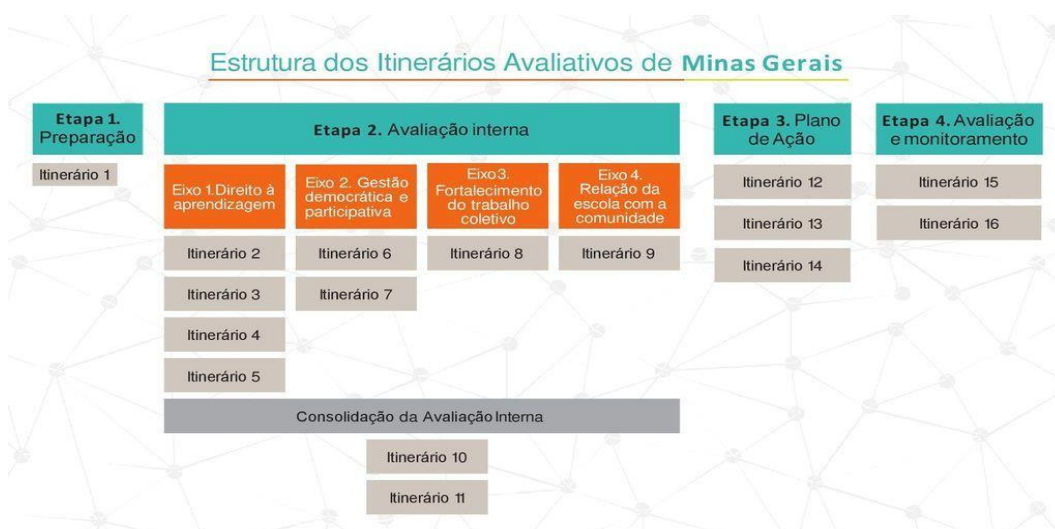 Estrutura dos Itinerários Avaliativos de Minas Gerais
Etapa 1.
Preparação
Itinerário 1
Etapa 2. Avaliação interna
Eixo 1.Direito à
aprendizagem
Itinerário 2
Itinerário 3
Itinerário 4
Itinerário 5
Eixo 2. Gestão
democrática e
participativa
Itinerário 6
Itinerário 7
Eixo3.
Fortalecimento
do trabalho
coletivo
Itinerário 8
Eixo 4.
Relação da
escola com a
comunidade
Itinerário 9
Consolidação da Avaliação Interna
Itinerário 10
Itinerário 11
Etapa 3. Plano
de Ação
Itinerário 12
Itinerário 13
Itinerário 14
Etapa 4. Avaliação
e monitoramento
Itinerário 15
Itinerário 16